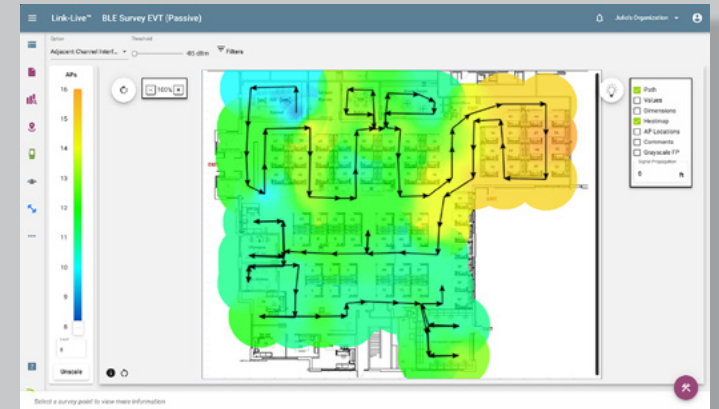 Link-Live™ BLE Survey EVT (Passive)
Julio's Organization
Option
Adjacent Channel Interf...
Threshold
-85 dBm
Filters
APs
16
15
14
13
12
11
10
9
8
Unscale
100%
Path
Values
Dimensions
Heatmap
AP Locations
Comments
Grayscale FP
Signal Propagation
ft
Select a survey point to view more information